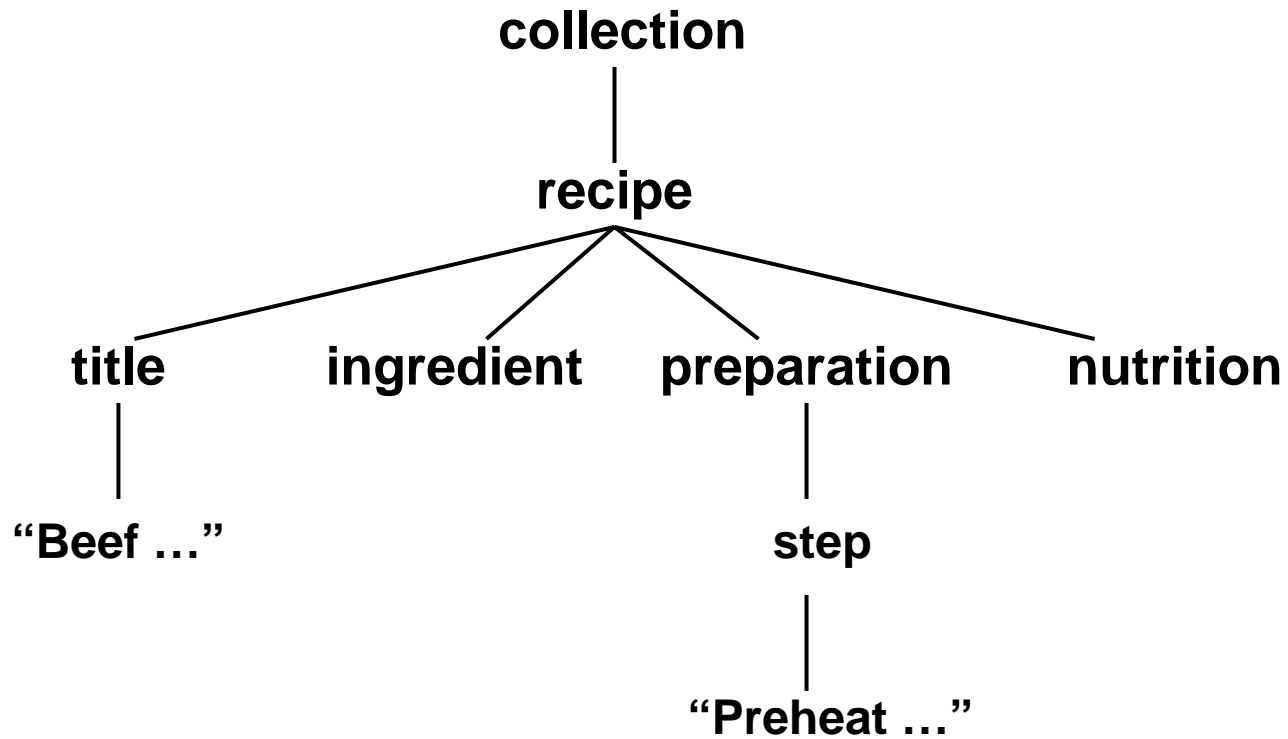 collection
recipe
title ingredient preparation nutrition
“Beef …” step
“Preheat …”